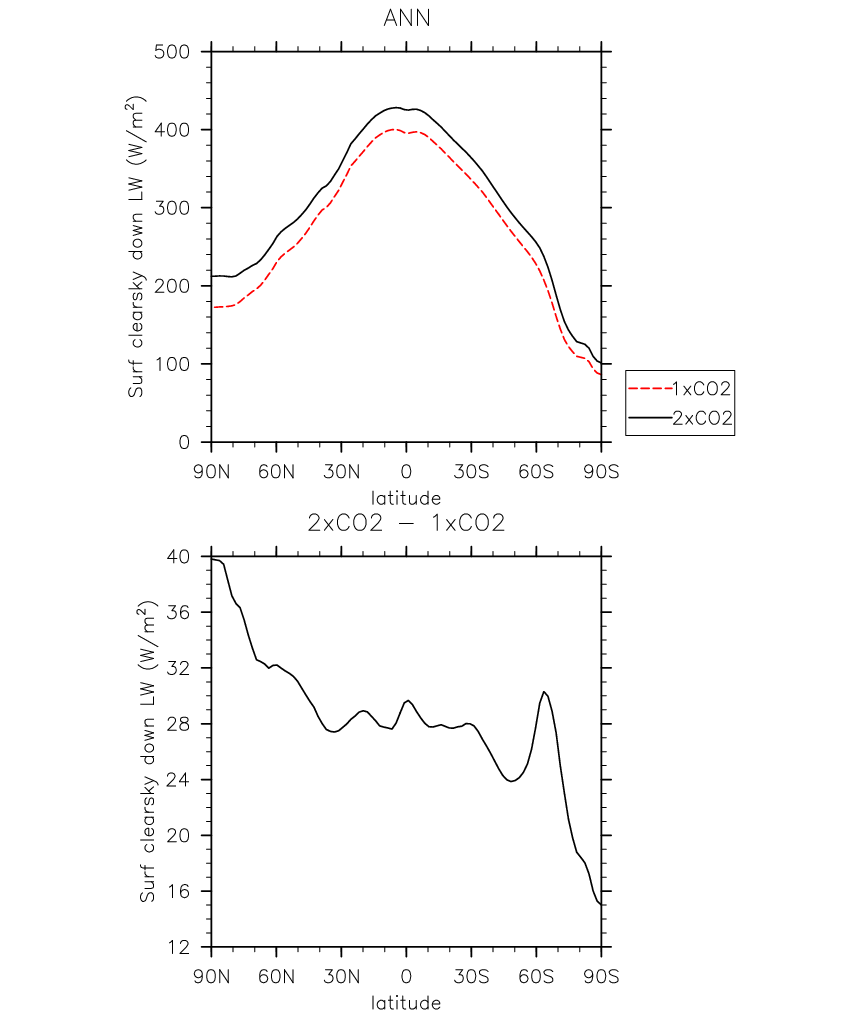 ANN
Surf clearsky down LW (W/m²)
500
400
300
200
100
0
90N 60N 30N 0 30S 60S 90S
latitude
1xCO2
2xCO2
2xCO2 − 1xCO2
Surf clearsky down LW (W/m²)
40
36
32
28
24
20
16
12
90N 60N 30N 0 30S 60S 90S
latitude